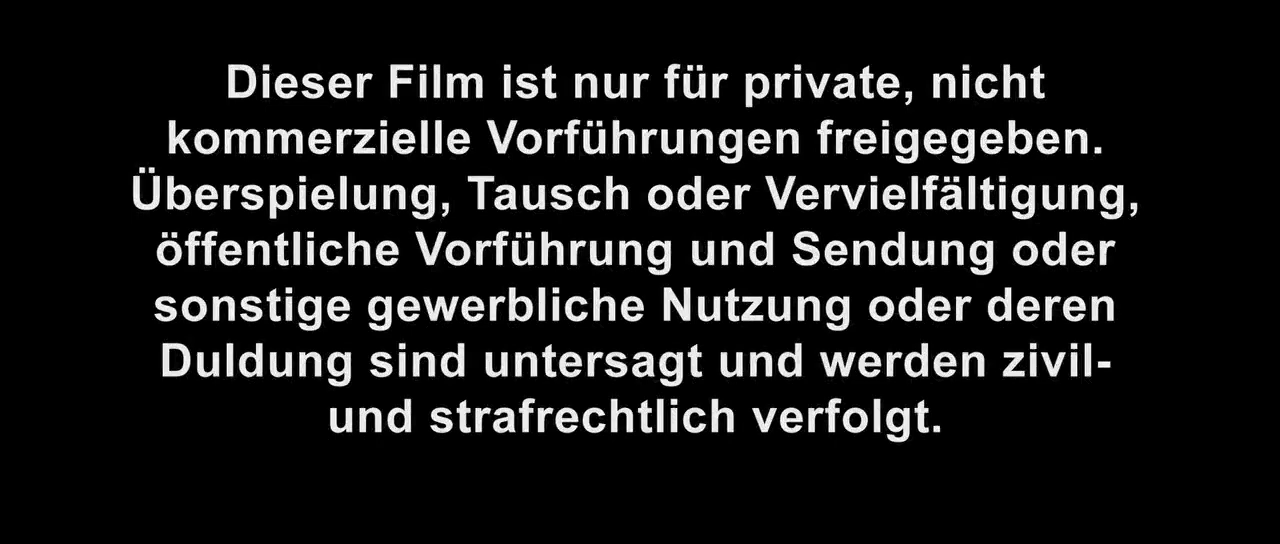 Dieser Film ist nur für private, nicht
kommerzielle Vorführungen freigegeben.
Überspielung, Tausch oder Vervielfältigung,
öffentliche Vorführung und Sendung oder
sonstige gewerbliche Nutzung oder deren
Duldung sind untersagt und werden zivil-
und strafrechtlich verfolgt.